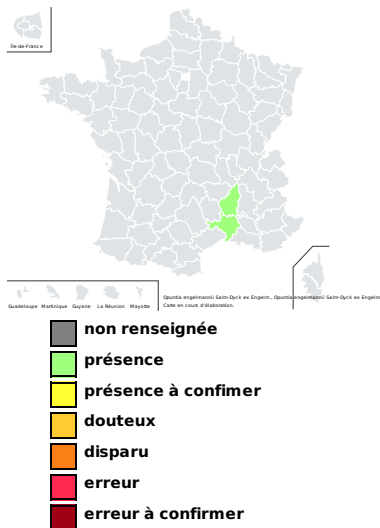 Île-de-France
Guadeloupe Martinique Guyane La Réunion Mayotte
Opuntia engelmannii Salm-Dyck ex Engelm., Opuntia engelmannii Salm-Dyck ex Engelm
Carte en cours d'élaboration.
non renseignée
présence
présence à confimer
douteux
disparu
erreur
erreur à confirmer